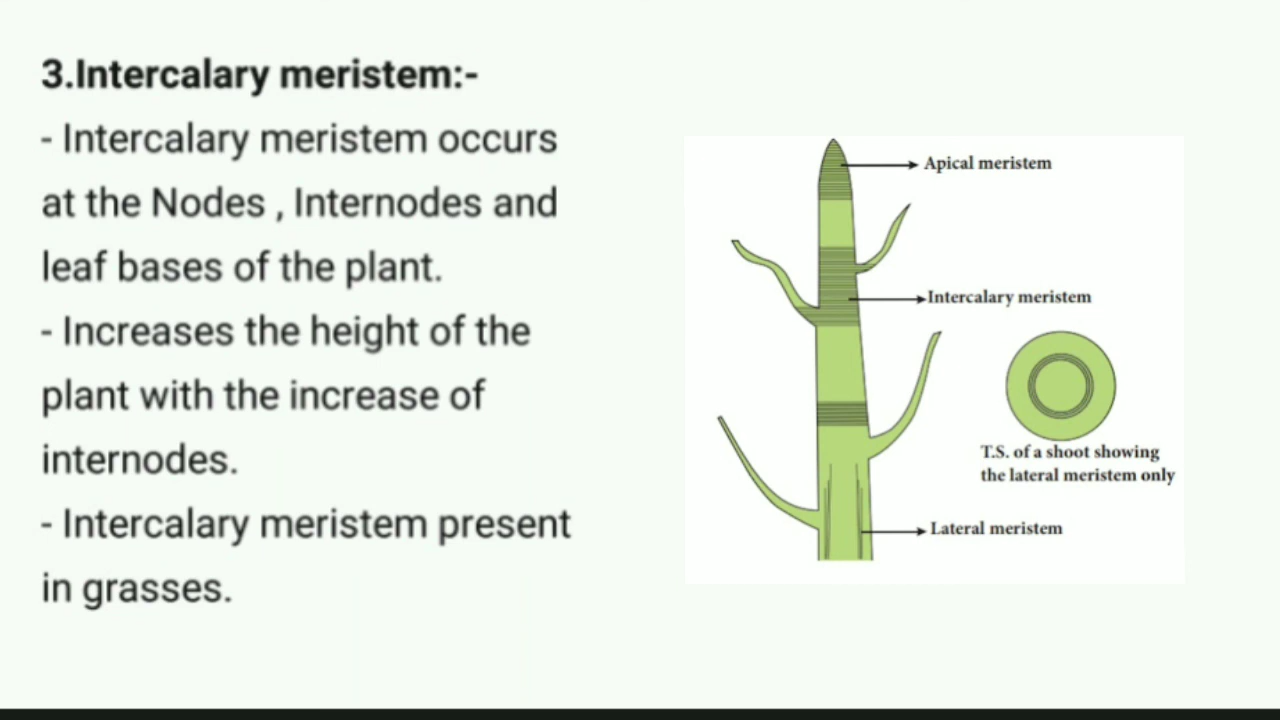 3.Intercalary meristem:-
- Intercalary meristem occurs
at the Nodes , Internodes and
leaf bases of the plant.
- Increases the height of the
plant with the increase of
internodes.
- Intercalary meristem present
in grasses.
Apical meristem
Intercalary meristem
T.S. of a shoot showing
the lateral meristem only
Lateral meristem